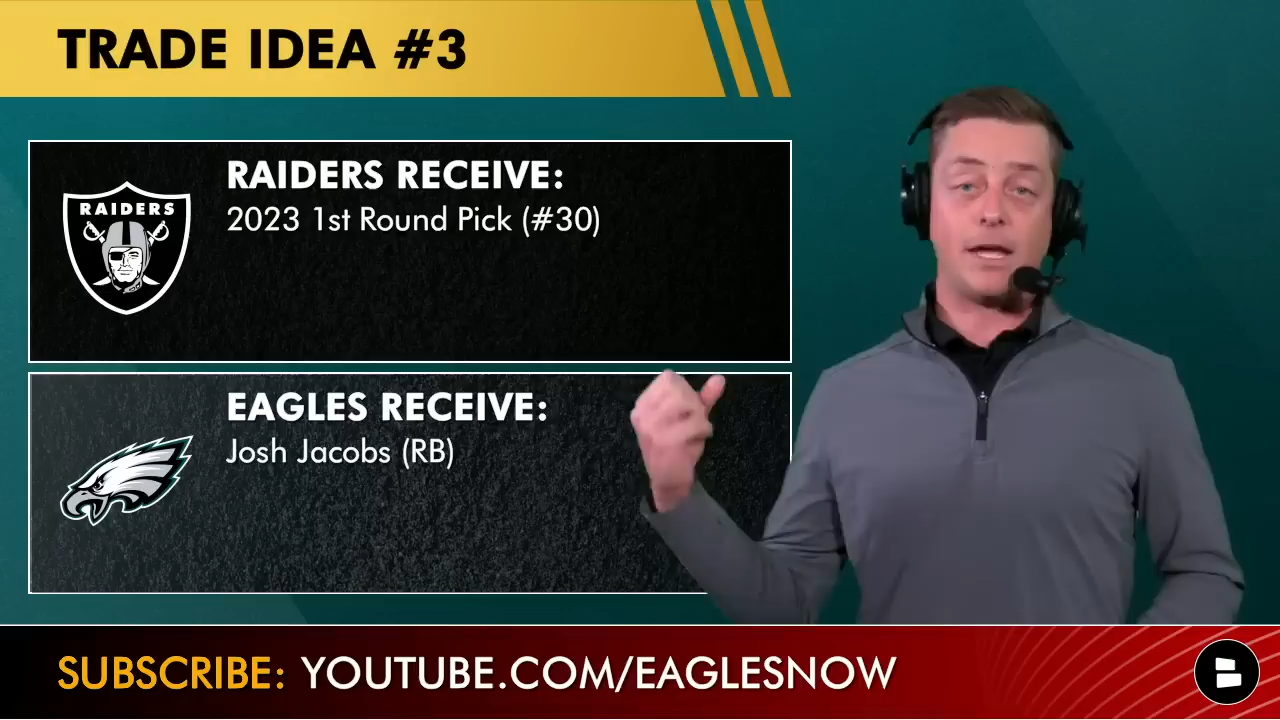 TRADE IDEA #3
RAIDERS RECEIVE:
2023 1st Round Pick (#30)
RAIDERS
EAGLES RECEIVE:
Josh Jacobs (RB)
SUBSCRIBE: YOUTUBE.COM/EAGLESNOW